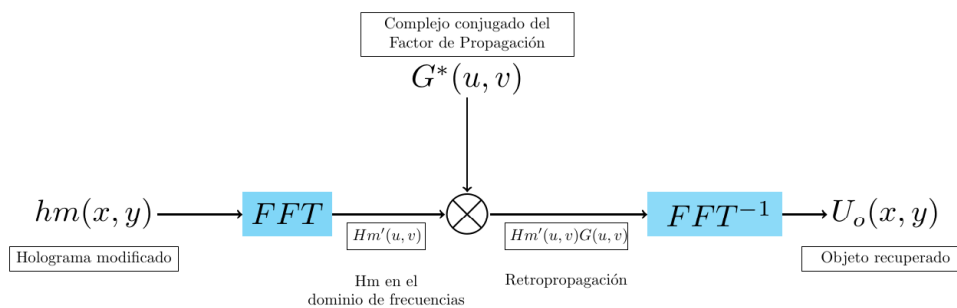 Complejo conjugado del
Factor de Propagación
G*(u, v)
hm(x, y)
FFT
Hm′(u, v)
Hm′(u, v)G(u, v)
FFT⁻¹
Uₒ(x, y)
Holograma modificado
Hm en el
dominio de frecuencias
Retropropagación
Objeto recuperado